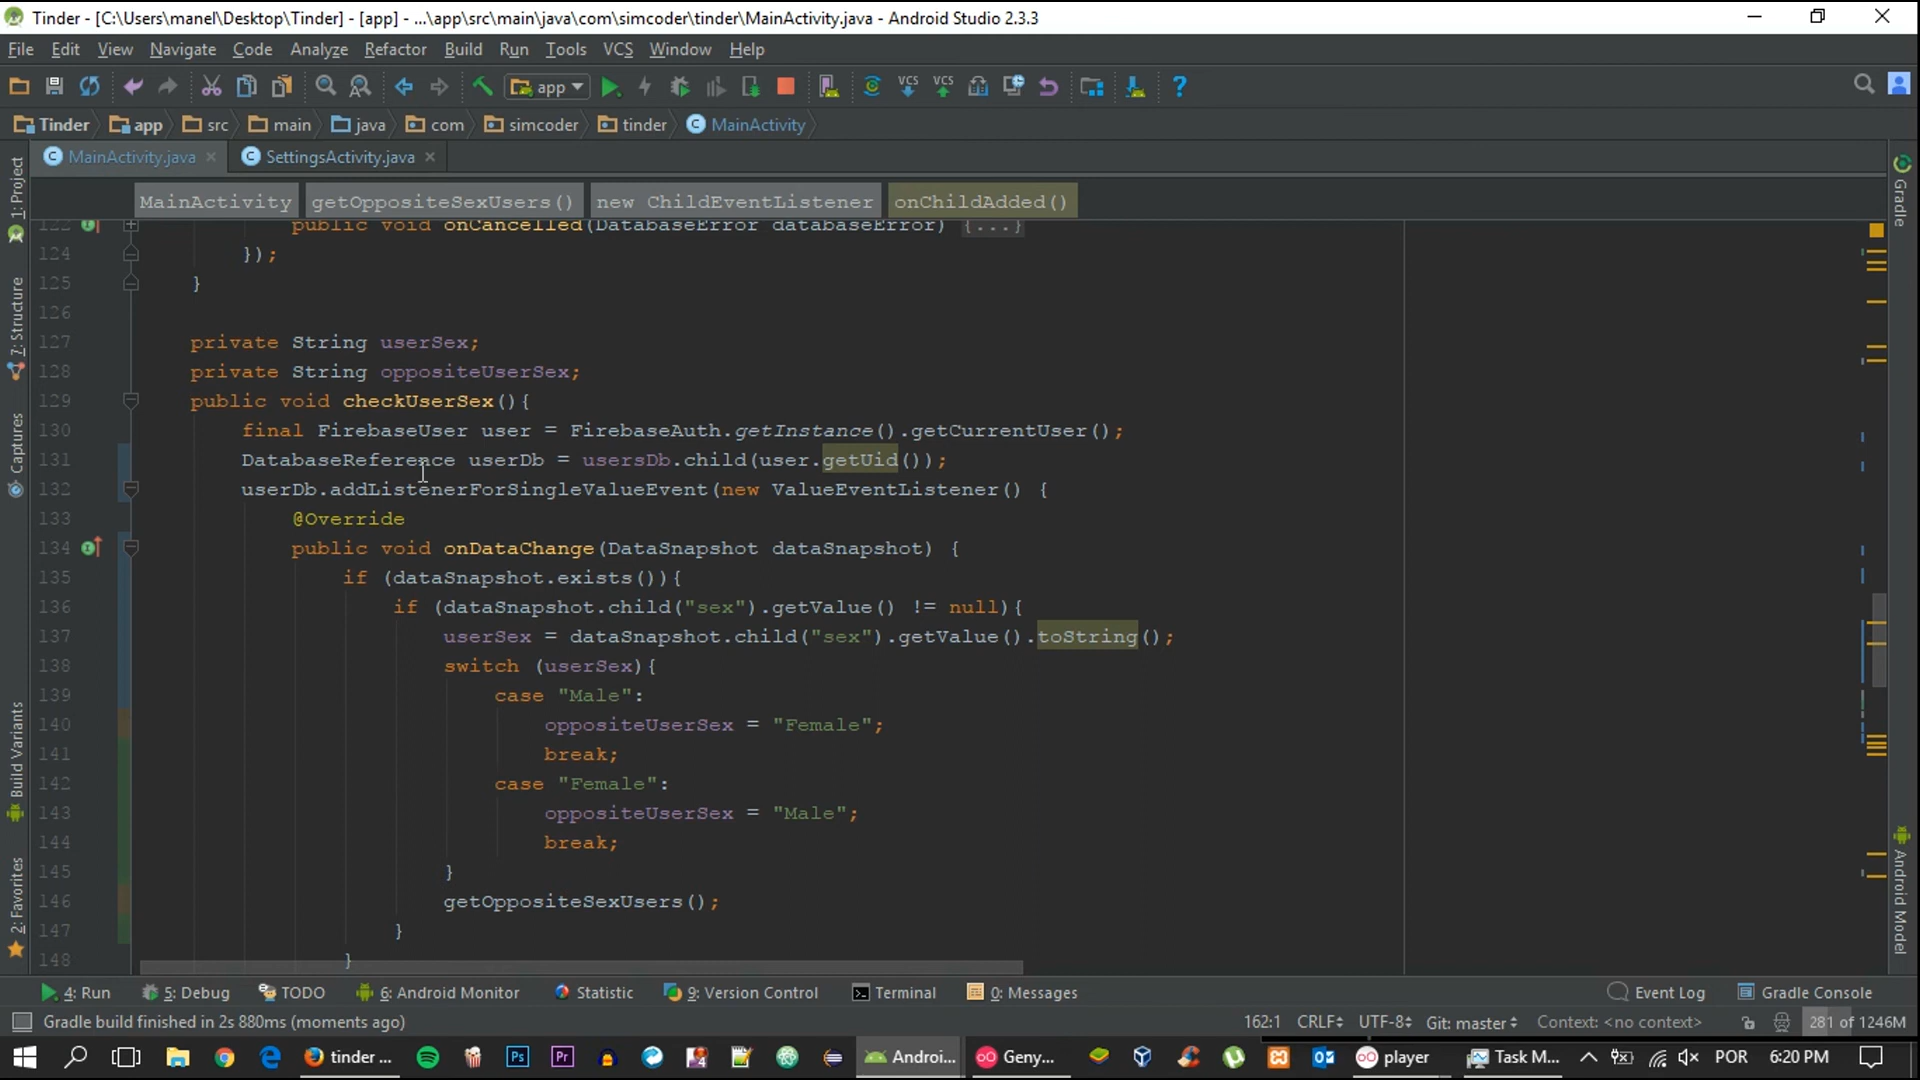 Tinder - [C:\Users\manel\Desktop\Tinder] - [app] - ...\app\src\main\java\com\simcoder\tinder\MainActivity.java - Android Studio 2.3.3
File Edit View Navigate Code Analyze Refactor Build Run Tools VCS Window Help
app VCS VCS ?
Tinder app src main java com simcoder tinder MainActivity
MainActivity.java SettingsActivity.java
MainActivity getOppositeSexUsers() new ChildEventListener onChildAdded()
1: Project
7: Structure
Captures
Build Variants
2: Favorites
Gradle
Android Model
122 public void onCancelled(DatabaseError databaseError) {...}
124 });
125 }
126
127 private String userSex;
128 private String oppositeUserSex;
129 public void checkUserSex(){
130 final FirebaseUser user = FirebaseAuth.getInstance().getCurrentUser();
131 DatabaseReference userDb = usersDb.child(user.getUid());
132 userDb.addListenerForSingleValueEvent(new ValueEventListener() {
133 @Override
134 public void onDataChange(DataSnapshot dataSnapshot) {
135 if (dataSnapshot.exists()){
136 if (dataSnapshot.child("sex").getValue() != null){
137 userSex = dataSnapshot.child("sex").getValue().toString();
138 switch (userSex){
139 case "Male":
140 oppositeUserSex = "Female";
141 break;
142 case "Female":
143 oppositeUserSex = "Male";
144 break;
145 }
146 getOppositeSexUsers();
147 }
148 }
4: Run 5: Debug TODO 6: Android Monitor Statistic 9: Version Control Terminal 0: Messages Event Log Gradle Console
Gradle build finished in 2s 880ms (moments ago) 162:1 CRLF UTF-8 Git: master Context: <no context> 281 of 1246M
tinder ... Androi... Geny... player Task M... POR 6:20 PM